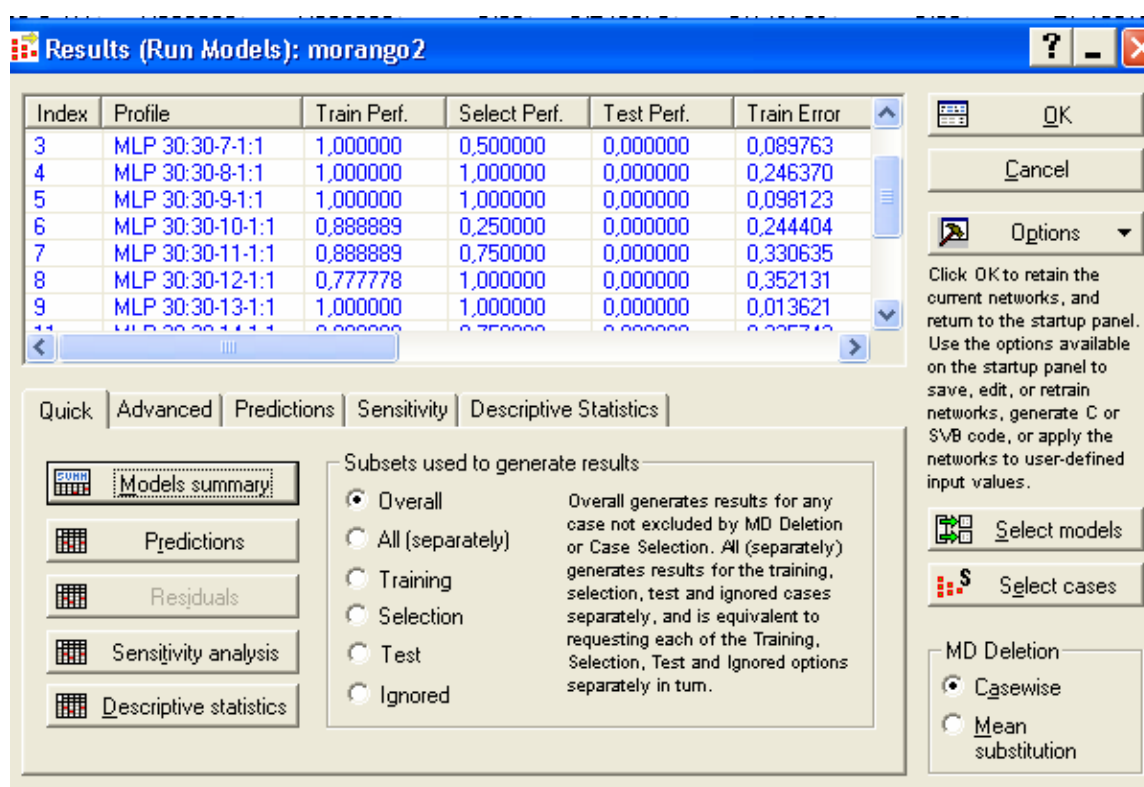 Results (Run Models): morango2
Index Profile Train Perf. Select Perf. Test Perf. Train Error
3 MLP 30:30-7-1:1 1,000000 0,500000 0,000000 0,089763
4 MLP 30:30-8-1:1 1,000000 1,000000 0,000000 0,246370
5 MLP 30:30-9-1:1 1,000000 1,000000 0,000000 0,098123
6 MLP 30:30-10-1:1 0,888889 0,250000 0,000000 0,244404
7 MLP 30:30-11-1:1 0,888889 0,750000 0,000000 0,330635
8 MLP 30:30-12-1:1 0,777778 1,000000 0,000000 0,352131
9 MLP 30:30-13-1:1 1,000000 1,000000 0,000000 0,013621
OK
Cancel
Options
Click OK to retain the
current networks, and
return to the startup panel.
Use the options available
on the startup panel to
save, edit, or retrain
networks, generate C or
SVB code, or apply the
networks to user-defined
input values.
Select models
Select cases
MD Deletion
Casewise
Mean
substitution
Quick Advanced Predictions Sensitivity Descriptive Statistics
Models summary
Predictions
Residuals
Sensitivity analysis
Descriptive statistics
Subsets used to generate results
Overall
All (separately)
Training
Selection
Test
Ignored
Overall generates results for any
case not excluded by MD Deletion
or Case Selection. All (separately)
generates results for the training,
selection, test and ignored cases
separately, and is equivalent to
requesting each of the Training,
Selection, Test and Ignored options
separately in turn.